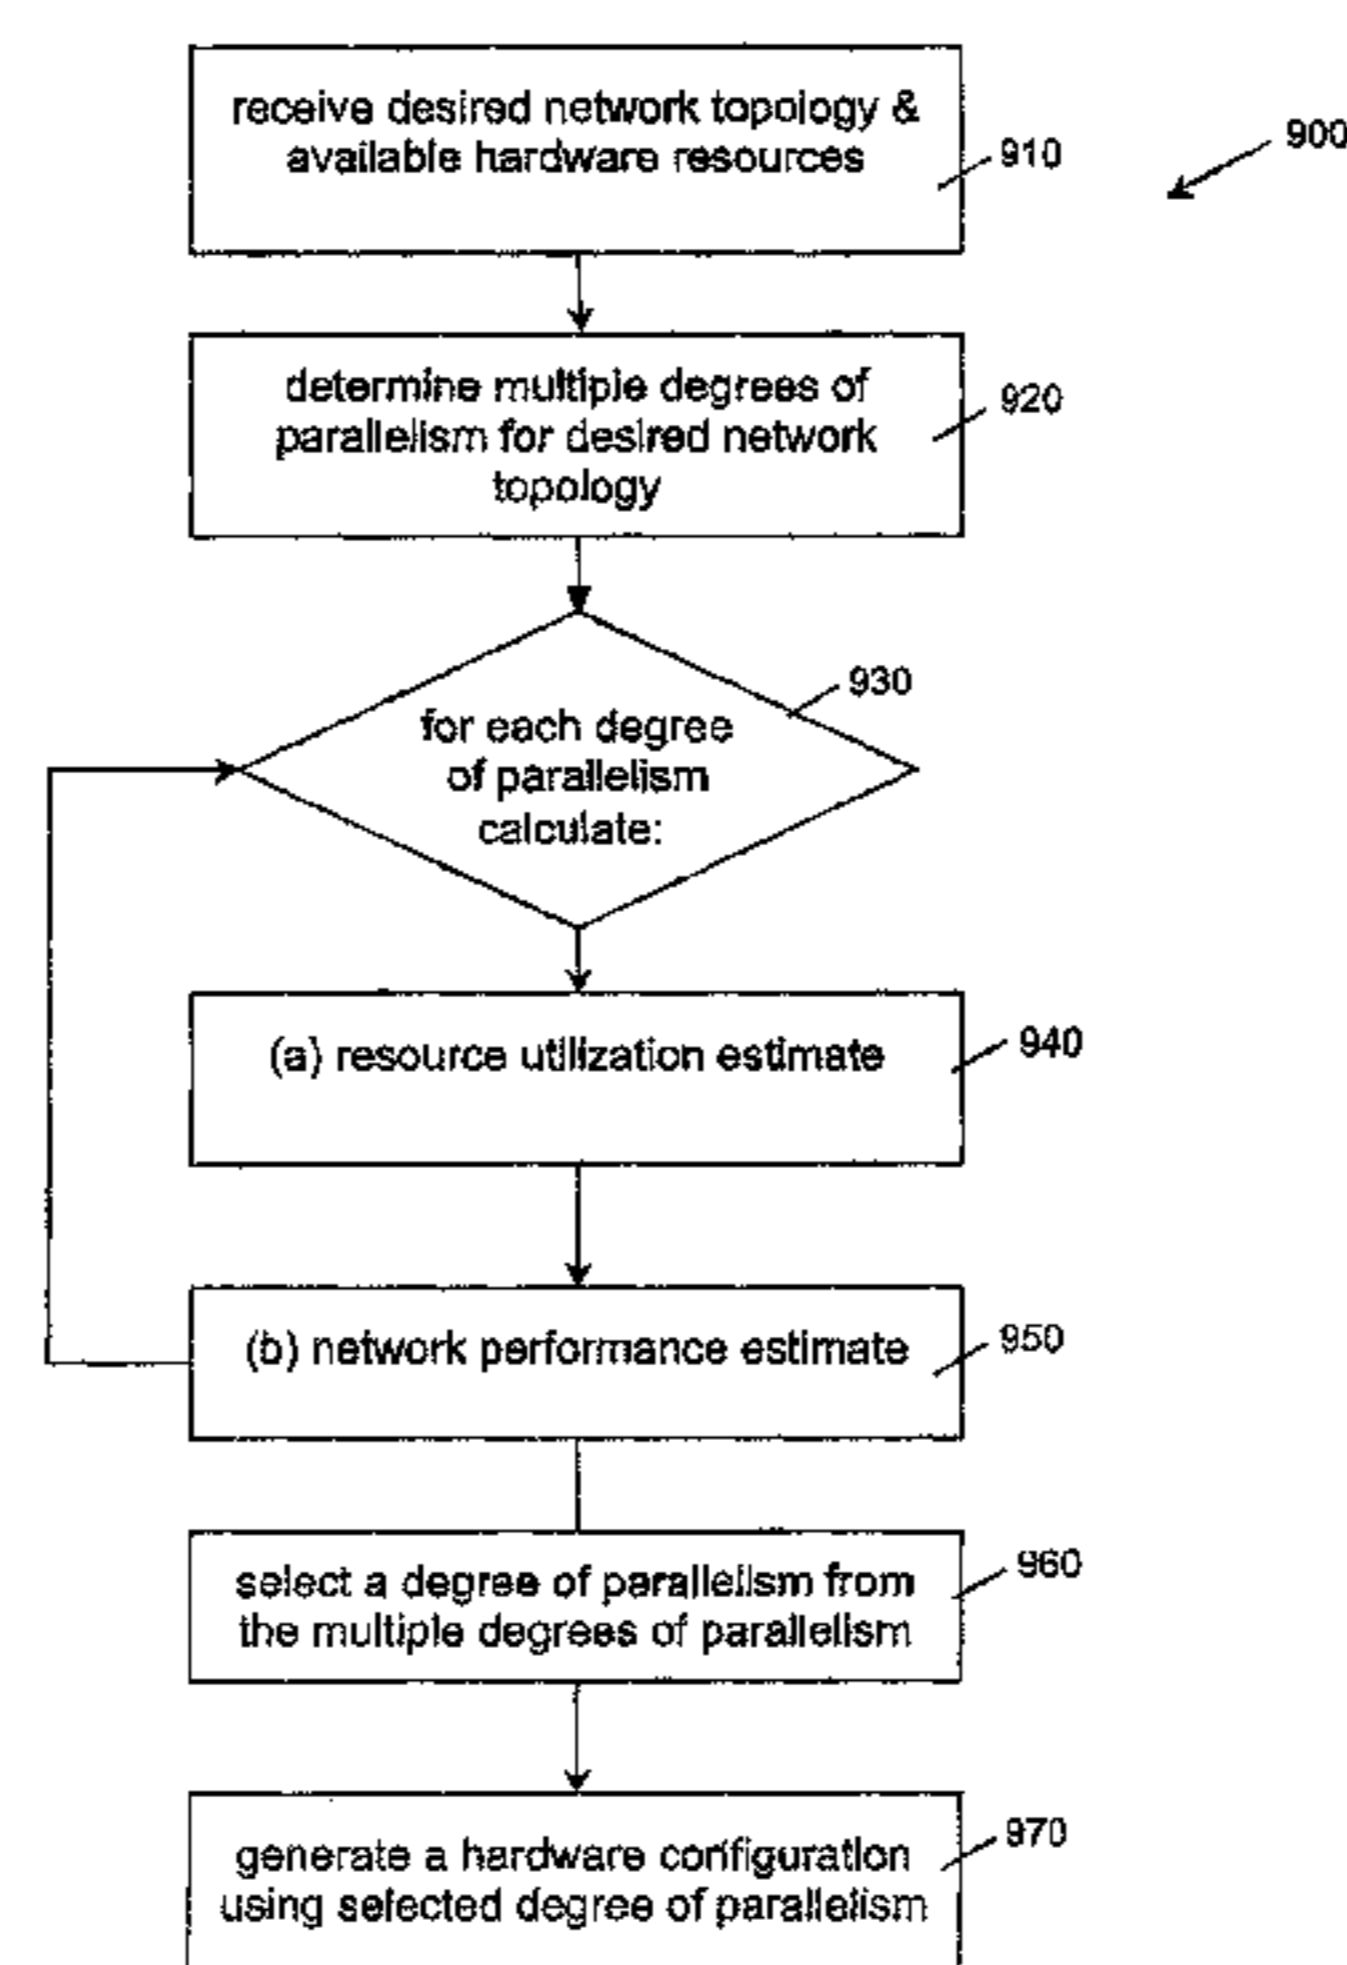 receive desired network topology &
available hardware resources
910
900
determine multiple degrees of
parallelism for desired network
topology
920
930
for each degree
of parallelism
calculate:
(a) resource utilization estimate
940
(b) network performance estimate
950
select a degree of parallelism from
the multiple degrees of parallelism
960
generate a hardware configuration
using selected degree of parallelism
970